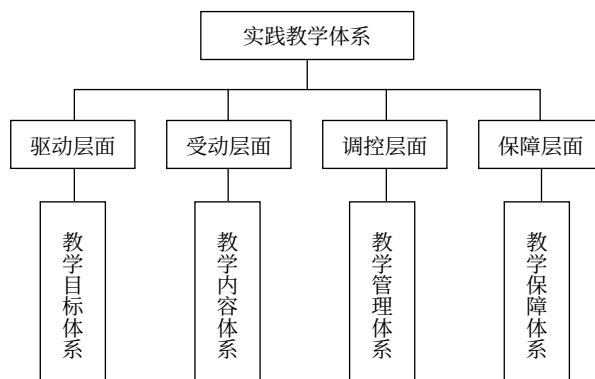 实践教学体系
驱动层面
受动层面
调控层面
保障层面
教学目标体系
教学内容体系
教学管理体系
教学保障体系